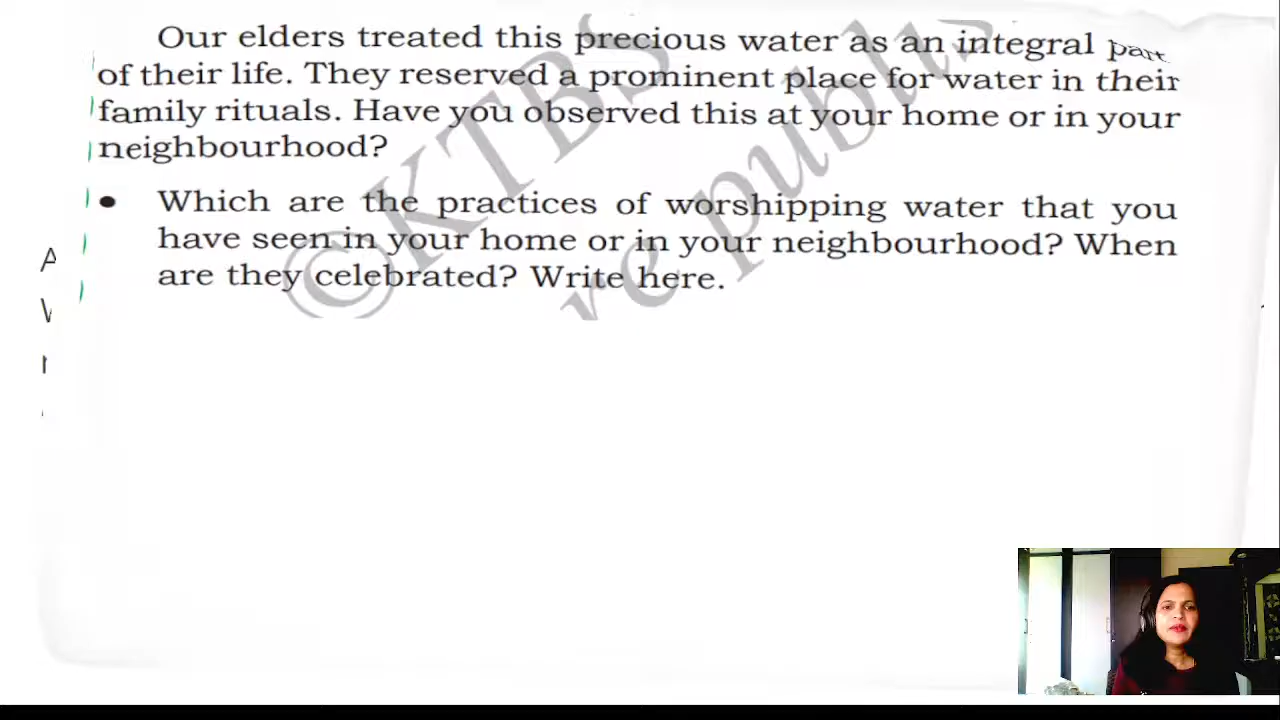 Our elders treated this precious water as an integral part
of their life. They reserved a prominent place for water in their
family rituals. Have you observed this at your home or in your
neighbourhood?
• Which are the practices of worshipping water that you
have seen in your home or in your neighbourhood? When
are they celebrated? Write here.
©KTBS
re publis
A